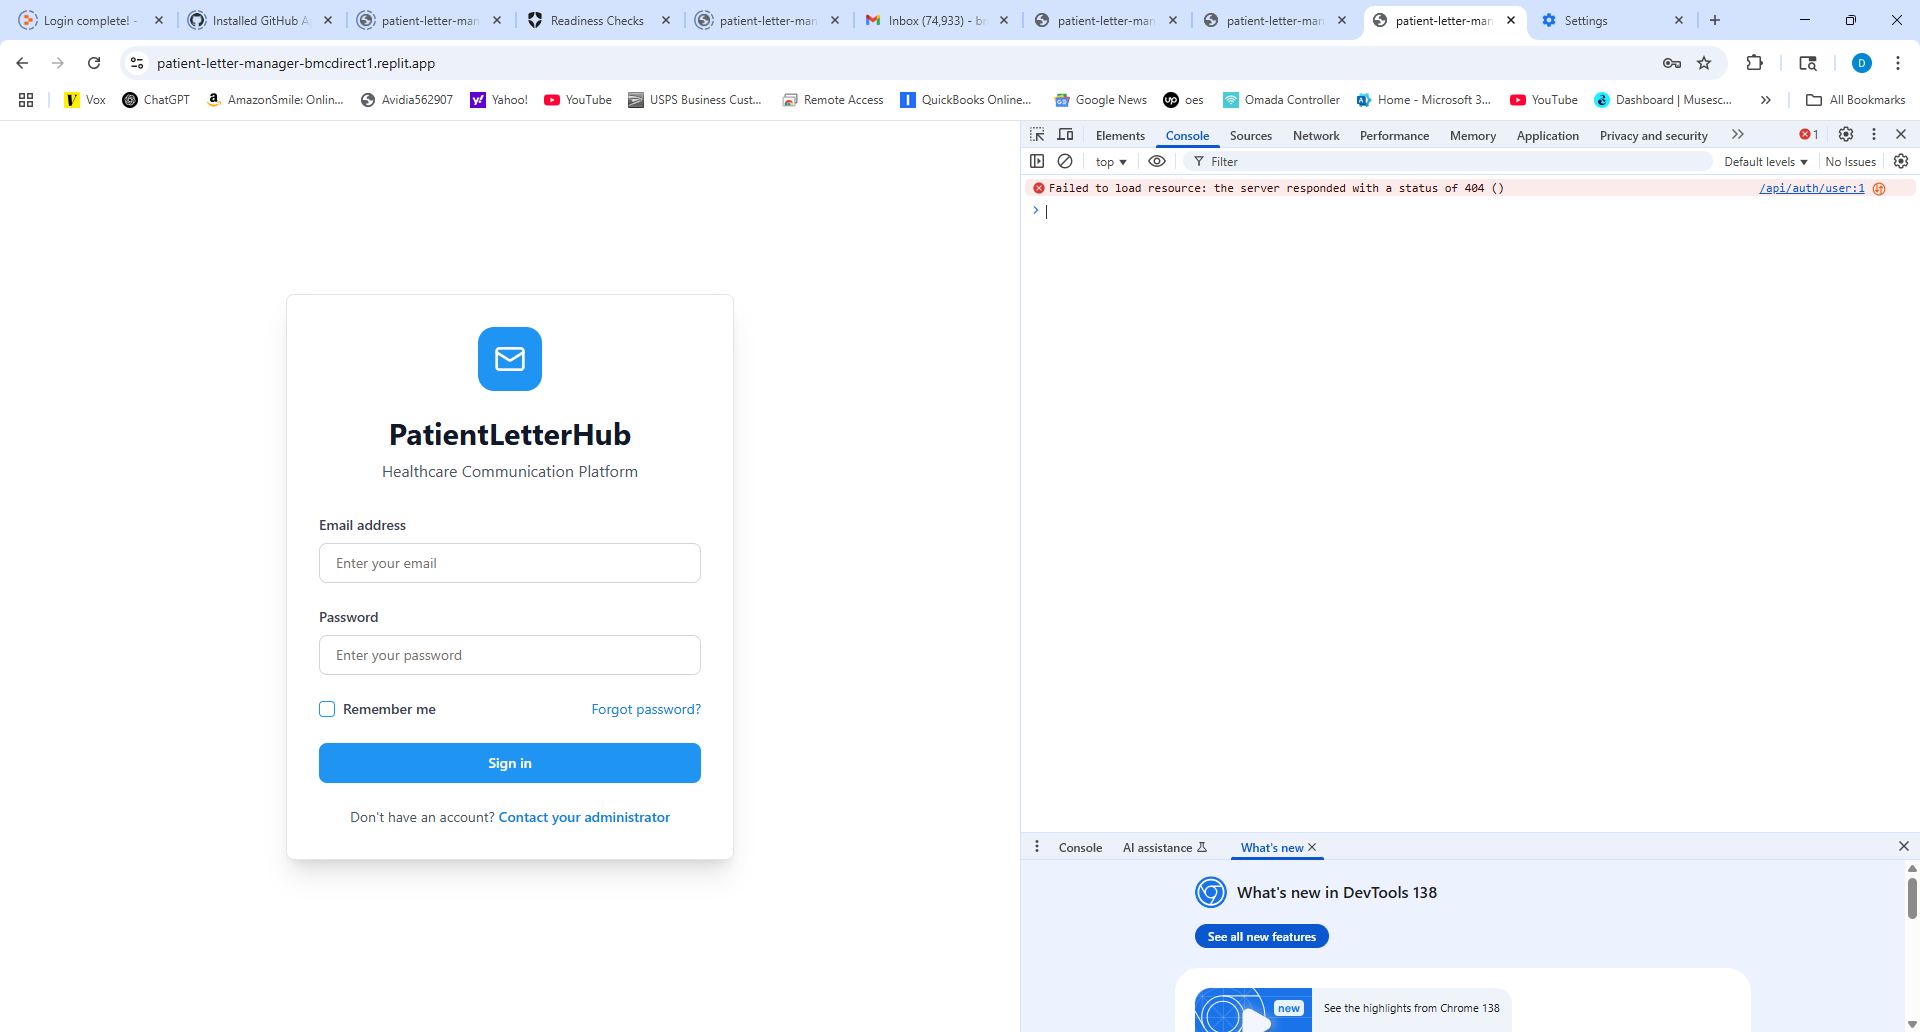 Login complete! -
Installed GitHub A
patient-letter-man
Readiness Checks
patient-letter-man
Inbox (74,933) - br
patient-letter-man
patient-letter-man
patient-letter-man
Settings
patient-letter-manager-bmcdirect1.replit.app
D
Vox
ChatGPT
AmazonSmile: Onlin...
Avidia562907
Yahoo!
YouTube
USPS Business Cust...
Remote Access
QuickBooks Online...
Google News
oes
Omada Controller
Home - Microsoft 3...
YouTube
Dashboard | Musesc...
All Bookmarks
PatientLetterHub
Healthcare Communication Platform
Email address
Enter your email
Password
Enter your password
Remember me
Forgot password?
Sign in
Don't have an account? Contact your administrator
Elements
Console
Sources
Network
Performance
Memory
Application
Privacy and security
1
top
Filter
Default levels
No Issues
Failed to load resource: the server responded with a status of 404 ()
/api/auth/user:1
Console
AI assistance
What's new
What's new in DevTools 138
See all new features
new
See the highlights from Chrome 138